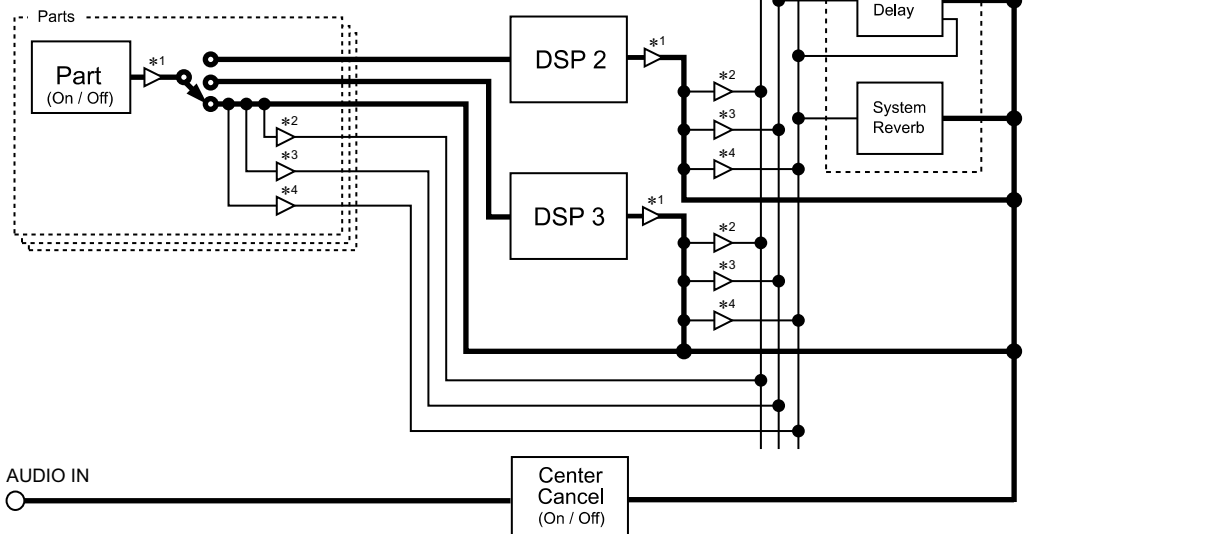 Parts
Part
(On / Off)
*1
*2
*3
*4
DSP 2
*1
*2
*3
*4
DSP 3
*1
*2
*3
*4
Delay
System
Reverb
AUDIO IN
Center
Cancel
(On / Off)